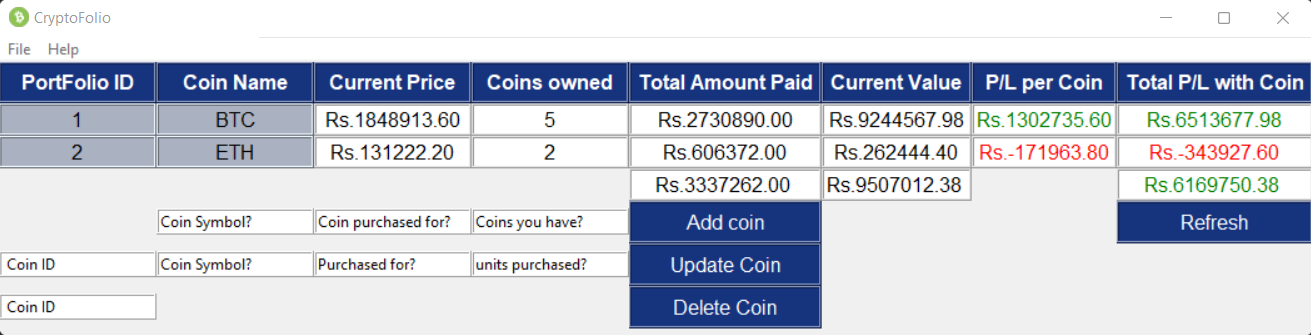 CryptoFolio
File Help
PortFolio ID Coin Name Current Price Coins owned Total Amount Paid Current Value P/L per Coin Total P/L with Coin
1 BTC Rs.1848913.60 5 Rs.2730890.00 Rs.9244567.98 Rs.1302735.60 Rs.6513677.98
2 ETH Rs.131222.20 2 Rs.606372.00 Rs.262444.40 Rs.-171963.80 Rs.-343927.60
Rs.3337262.00 Rs.9507012.38 Rs.6169750.38
Coin Symbol? Coin purchased for? Coins you have? Add coin Refresh
Coin ID Coin Symbol? Purchased for? units purchased? Update Coin
Coin ID Delete Coin